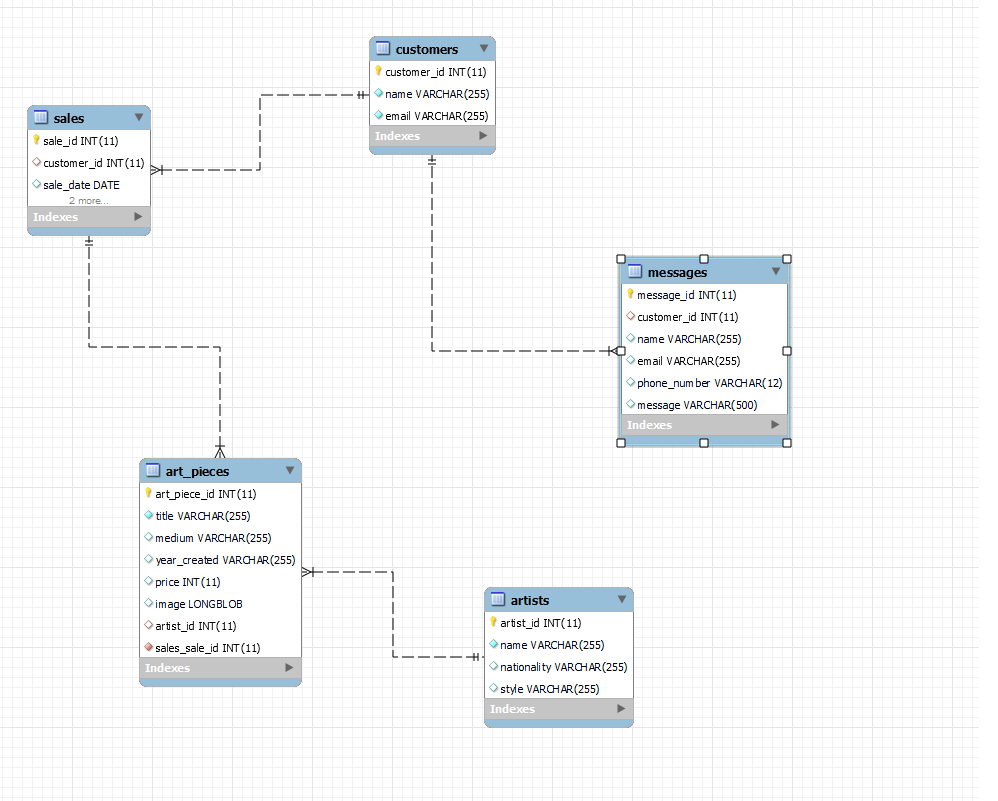 customers
customer_id INT(11)
name VARCHAR(255)
email VARCHAR(255)
Indexes
sales
sale_id INT(11)
customer_id INT(11)
sale_date DATE
2 more...
Indexes
messages
message_id INT(11)
customer_id INT(11)
name VARCHAR(255)
email VARCHAR(255)
phone_number VARCHAR(12)
message VARCHAR(500)
Indexes
art_pieces
art_piece_id INT(11)
title VARCHAR(255)
medium VARCHAR(255)
year_created VARCHAR(255)
price INT(11)
image LONGBLOB
artist_id INT(11)
sales_sale_id INT(11)
Indexes
artists
artist_id INT(11)
name VARCHAR(255)
nationality VARCHAR(255)
style VARCHAR(255)
Indexes